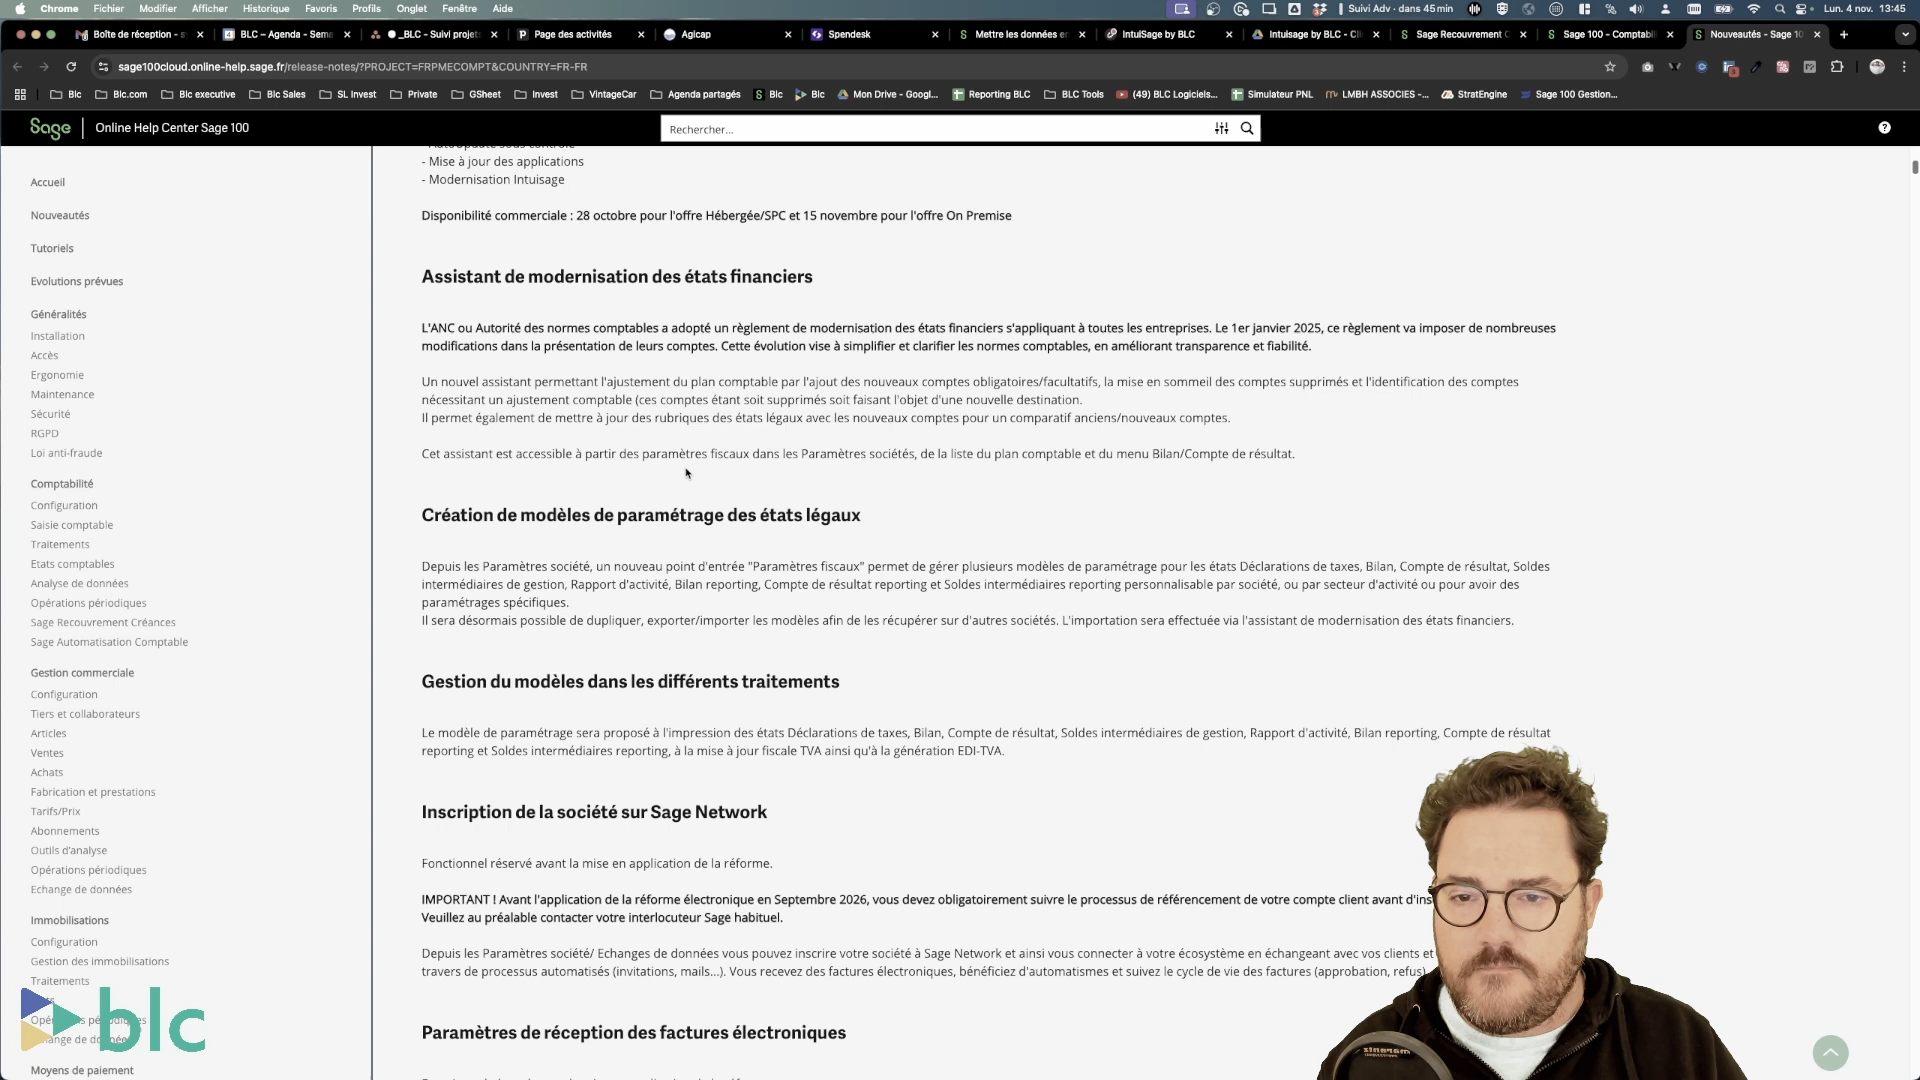 Chrome Fichier Modifier Afficher Historique Favoris Profils Onglet Fenêtre Aide
Suivi Adv · dans 45 min Lun. 4 nov. 13:45
Boîte de réception - s
BLC – Agenda - Sema
_BLC - Suivi projets
Page des activités
Agicap
Spendesk
Mettre les données e
IntulSage by BLC
Intuisage by BLC - Cl
Sage Recouvrement C
Sage 100 - Comptabil
Nouveautés - Sage 10
sage100cloud.online-help.sage.fr/release-notes/?PROJECT=FRPMECOMPT&COUNTRY=FR-FR
Blc Blc.com Blc executive Blc Sales SL Invest Private GSheet Invest VintageCar Agenda partagés Blc Blc Mon Drive - Googl... Reporting BLC BLC Tools (49) BLC Logiciels... Simulateur PNL LMBH ASSOCIES -... StratEngine Sage 100 Gestion...
Sage Online Help Center Sage 100
Rechercher...
Accueil
Nouveautés
Tutoriels
Evolutions prévues
Généralités
Installation
Accès
Ergonomie
Maintenance
Sécurité
RGPD
Loi anti-fraude
Comptabilité
Configuration
Saisie comptable
Traitements
Etats comptables
Analyse de données
Opérations périodiques
Sage Recouvrement Créances
Sage Automatisation Comptable
Gestion commerciale
Configuration
Tiers et collaborateurs
Articles
Ventes
Achats
Fabrication et prestations
Tarifs/Prix
Abonnements
Outils d'analyse
Opérations périodiques
Echange de données
Immobilisations
Configuration
Gestion des immobilisations
Traitements
Moyens de paiement
blc
- AutoUpdate sous contrôle
- Mise à jour des applications
- Modernisation Intuisage
Disponibilité commerciale : 28 octobre pour l'offre Hébergée/SPC et 15 novembre pour l'offre On Premise
Assistant de modernisation des états financiers
L'ANC ou Autorité des normes comptables a adopté un règlement de modernisation des états financiers s'appliquant à toutes les entreprises. Le 1er janvier 2025, ce règlement va imposer de nombreuses
modifications dans la présentation de leurs comptes. Cette évolution vise à simplifier et clarifier les normes comptables, en améliorant transparence et fiabilité.
Un nouvel assistant permettant l'ajustement du plan comptable par l'ajout des nouveaux comptes obligatoires/facultatifs, la mise en sommeil des comptes supprimés et l'identification des comptes
nécessitant un ajustement comptable (ces comptes étant soit supprimés soit faisant l'objet d'une nouvelle destination.
Il permet également de mettre à jour des rubriques des états légaux avec les nouveaux comptes pour un comparatif anciens/nouveaux comptes.
Cet assistant est accessible à partir des paramètres fiscaux dans les Paramètres sociétés, de la liste du plan comptable et du menu Bilan/Compte de résultat.
Création de modèles de paramétrage des états légaux
Depuis les Paramètres société, un nouveau point d'entrée "Paramètres fiscaux" permet de gérer plusieurs modèles de paramétrage pour les états Déclarations de taxes, Bilan, Compte de résultat, Soldes
intermédiaires de gestion, Rapport d'activité, Bilan reporting, Compte de résultat reporting et Soldes intermédiaires reporting personnalisable par société, ou par secteur d'activité ou pour avoir des
paramétrages spécifiques.
Il sera désormais possible de dupliquer, exporter/importer les modèles afin de les récupérer sur d'autres sociétés. L'importation sera effectuée via l'assistant de modernisation des états financiers.
Gestion du modèles dans les différents traitements
Le modèle de paramétrage sera proposé à l'impression des états Déclarations de taxes, Bilan, Compte de résultat, Soldes intermédiaires de gestion, Rapport d'activité, Bilan reporting, Compte de résultat
reporting et Soldes intermédiaires reporting, à la mise à jour fiscale TVA ainsi qu'à la génération EDI-TVA.
Inscription de la société sur Sage Network
Fonctionnel réservé avant la mise en application de la réforme.
IMPORTANT ! Avant l'application de la réforme électronique en Septembre 2026, vous devez obligatoirement suivre le processus de référencement de votre compte client avant d'ins
Veuillez au préalable contacter votre interlocuteur Sage habituel.
Depuis les Paramètres société/ Echanges de données vous pouvez inscrire votre société à Sage Network et ainsi vous connecter à votre écosystème en échangeant avec vos clients et
travers de processus automatisés (invitations, mails...). Vous recevez des factures électroniques, bénéficiez d'automatismes et suivez le cycle de vie des factures (approbation, refus)
Paramètres de réception des factures électroniques